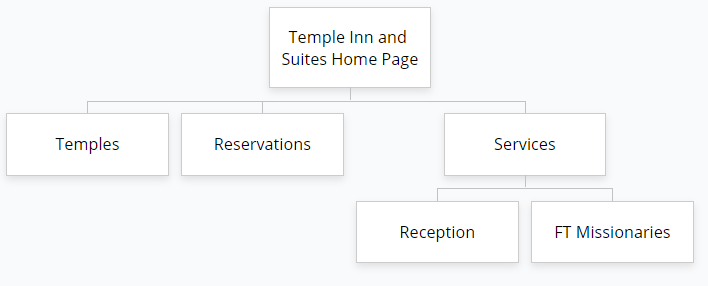 Temple Inn and
Suites Home Page
Temples
Reservations
Services
Reception
FT Missionaries